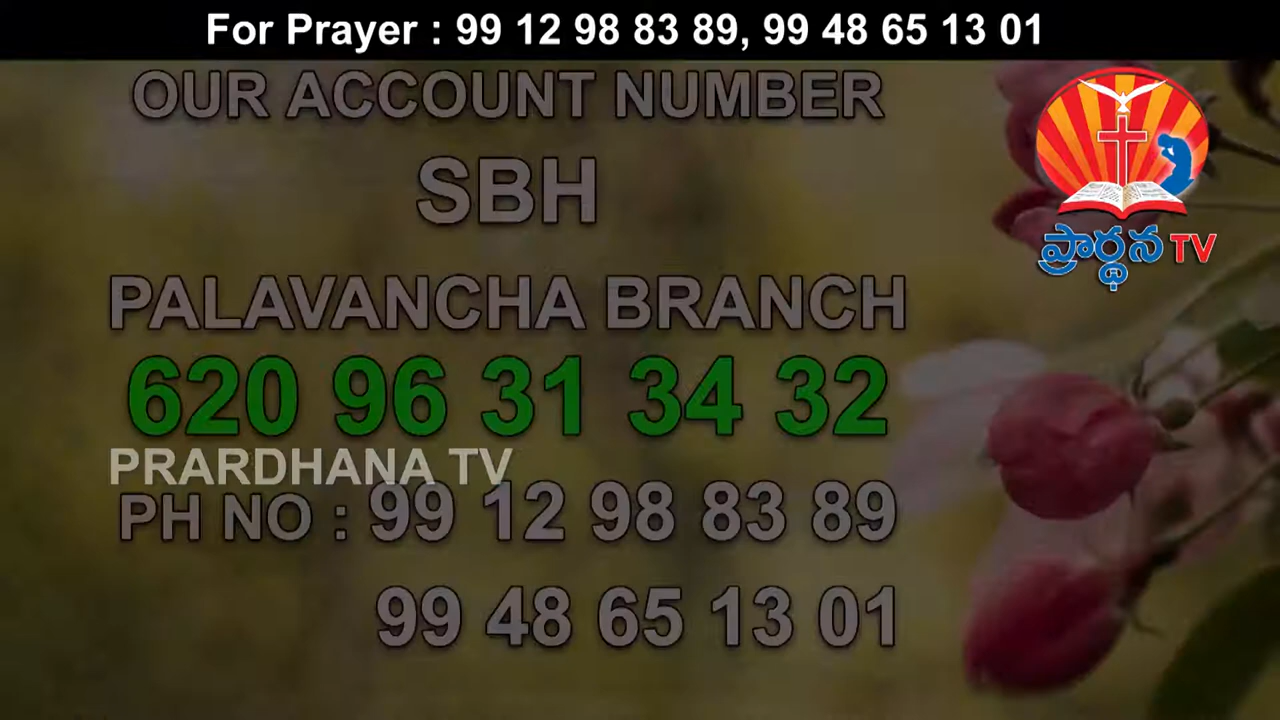 For Prayer : 99 12 98 83 89, 99 48 65 13 01
OUR ACCOUNT NUMBER
SBH
ప్రార్థన TV
PALAVANCHA BRANCH
620 96 31 34 32
PRARDHANA TV
PH NO : 99 12 98 83 89
99 48 65 13 01